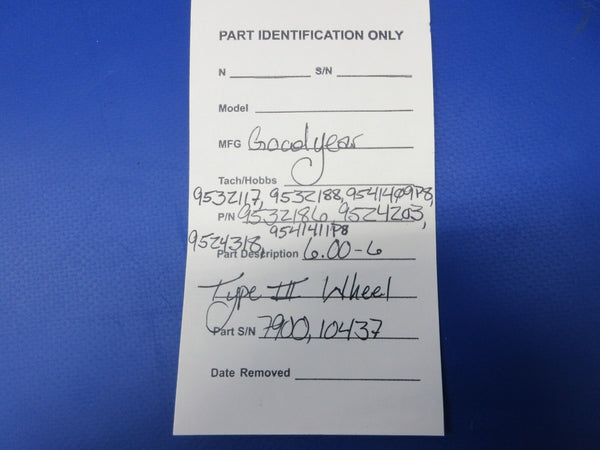 PART IDENTIFICATION ONLY
N S/N
Model
MFG Goodyear
Tach/Hobbs
9532117, 9532188, 9541409P8,
P/N 9532186 9524203,
9541411P8
9524318,
Part Description 6.00-6
Type III Wheel
Part S/N 7900, 10437
Date Removed